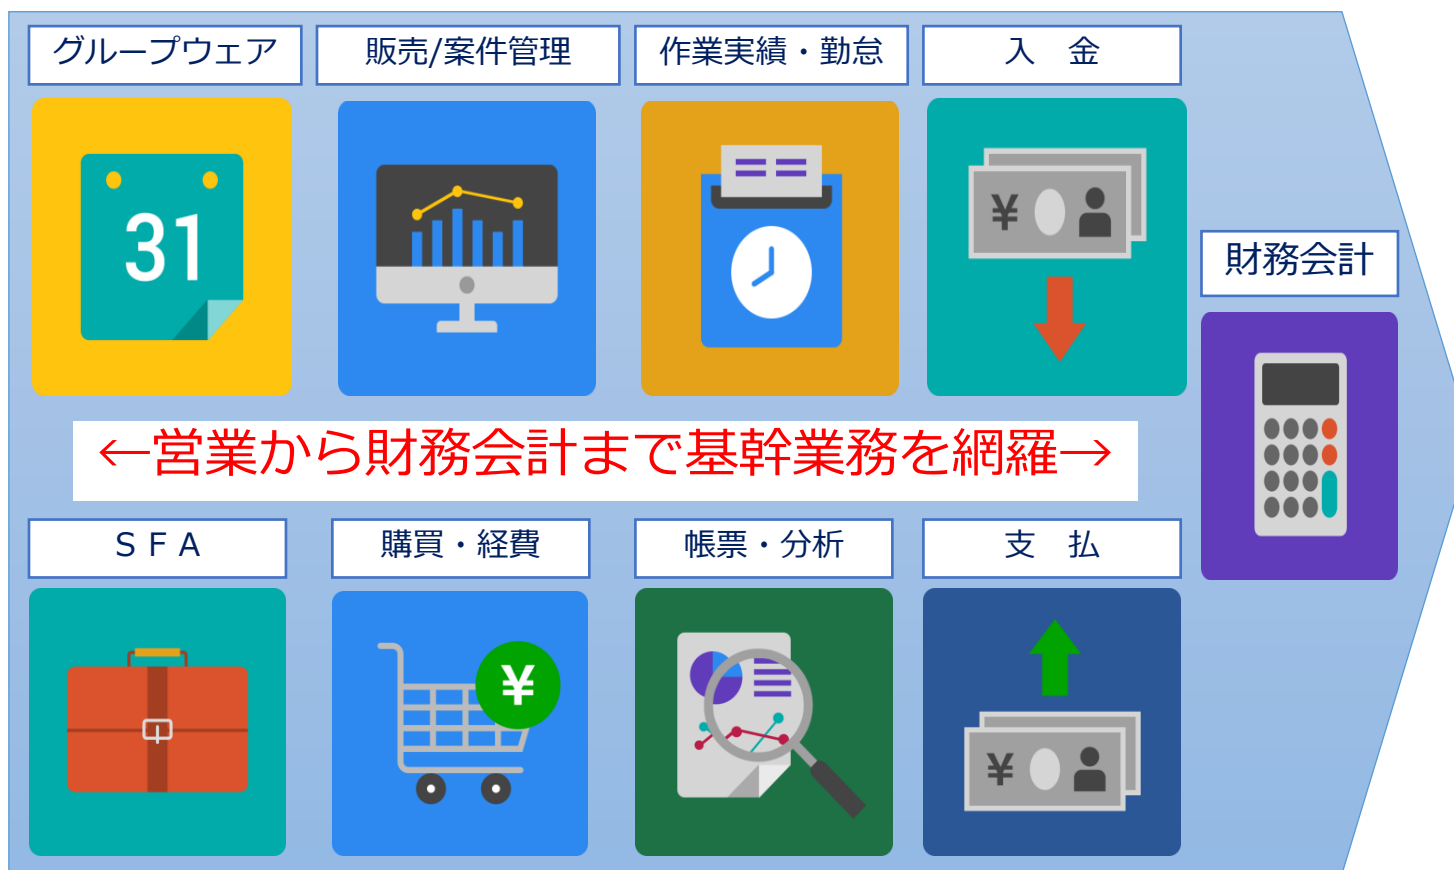 グループウェア
販売/案件管理
作業実績・勤怠
入　金
31
¥
財務会計
←営業から財務会計まで基幹業務を網羅→
ＳＦＡ
購買・経費
帳票・分析
支　払
¥
¥